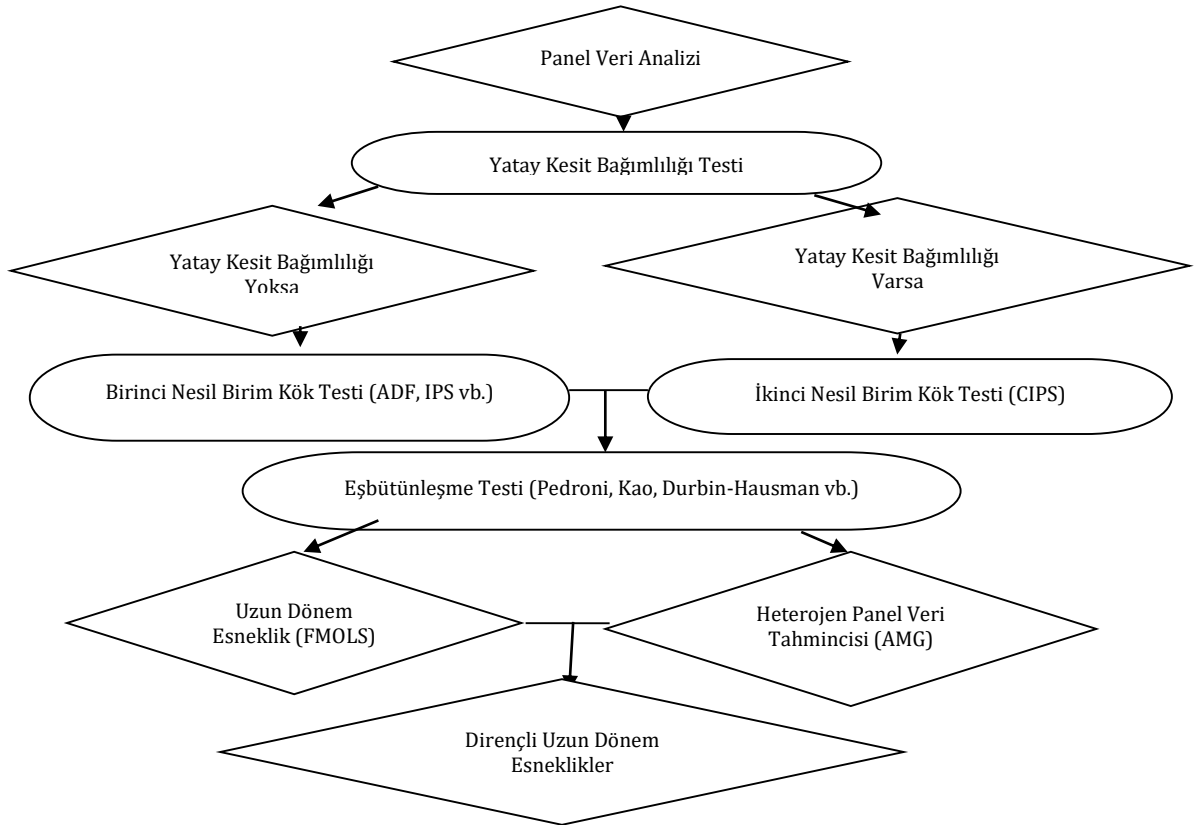 Panel Veri Analizi
Yatay Kesit Bağımlılığı Testi
Yatay Kesit Bağımlılığı
Yoksa
Yatay Kesit Bağımlılığı
Varsa
Birinci Nesil Birim Kök Testi (ADF, IPS vb.)
İkinci Nesil Birim Kök Testi (CIPS)
Eşbütünleşme Testi (Pedroni, Kao, Durbin-Hausman vb.)
Uzun Dönem
Esneklik (FMOLS)
Heterojen Panel Veri
Tahmincisi (AMG)
Dirençli Uzun Dönem
Esneklikler